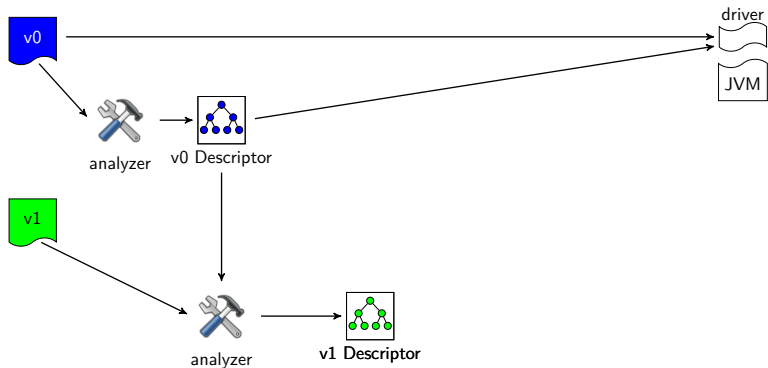 driver
v0
JVM
analyzer
v0 Descriptor
v1
analyzer
v1 Descriptor